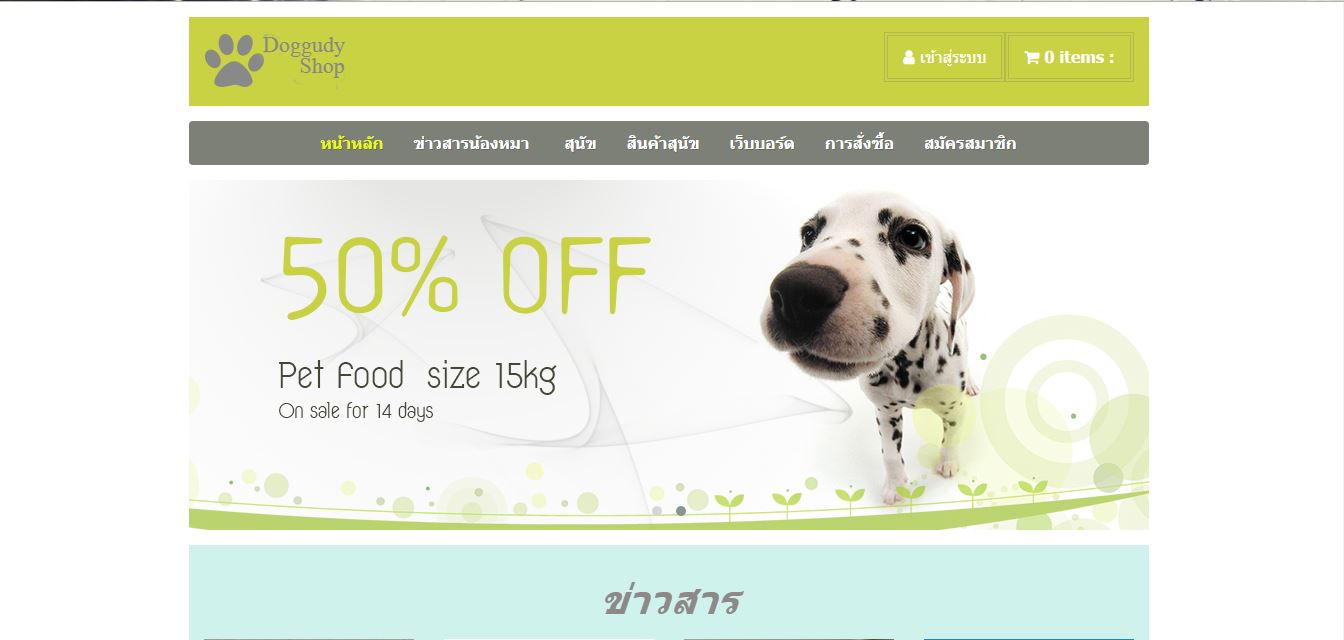 Doggudy
Shop
เข้าสู่ระบบ
0 items :
หน้าหลัก ข่าวสารน้องหมา สุนัข สินค้าสุนัข เว็บบอร์ด การสั่งซื้อ สมัครสมาชิก
50% OFF
Pet Food size 15kg
On sale for 14 days
ข่าวสาร